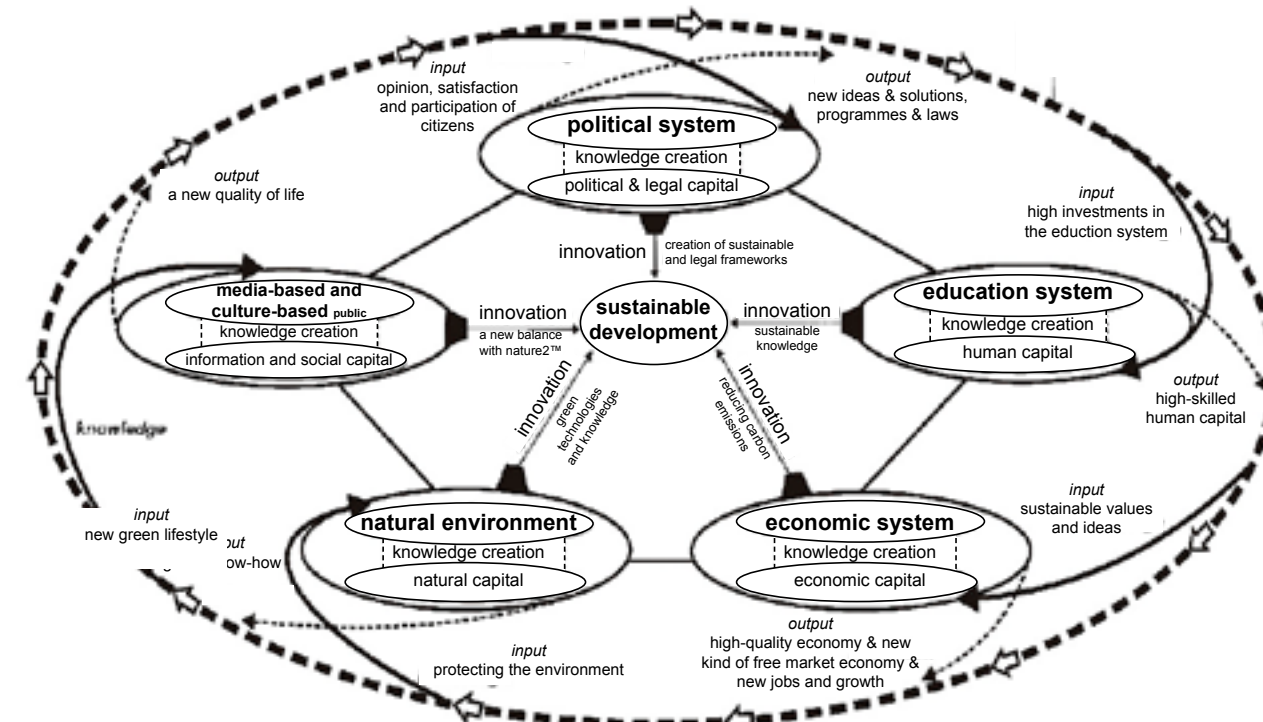 input
opinion, satisfaction
and participation of
citizens
output
new ideas & solutions,
programmes & laws
political system
knowledge creation
political & legal capital
output
a new quality of life
input
high investments in
the eduction system
innovation
creation of sustainable
and legal frameworks
media-based and
culture-based public
knowledge creation
information and social capital
innovation
a new balance
with nature2™
sustainable
development
innovation
sustainable
knowledge
education system
knowledge creation
human capital
output
high-skilled
human capital
knowledge
innovation
green
technologies
and knowledge
innovation
reducing carbon
emissions
input
new green lifestyle
ow-how
natural environment
knowledge creation
natural capital
economic system
knowledge creation
economic capital
input
sustainable values
and ideas
input
protecting the environment
output
high-quality economy & new
kind of free market economy &
new jobs and growth